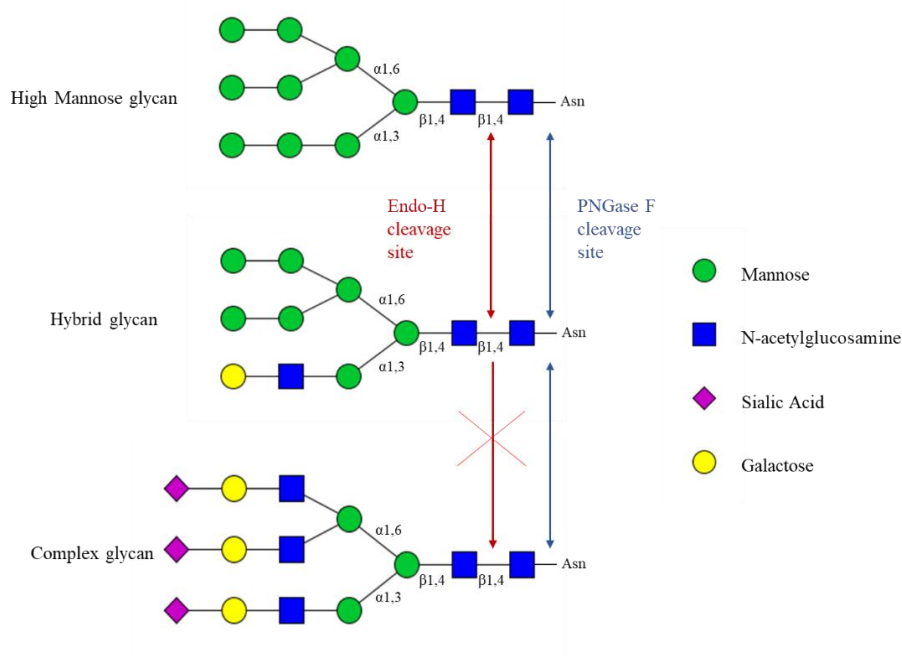 α1,6
High Mannose glycan
Asn
β1,4
β1,4
α1,3
Endo-H
cleavage
site
PNGase F
cleavage
site
Mannose
α1,6
Hybrid glycan
Asn
β1,4
β1,4
N-acetylglucosamine
α1,3
Sialic Acid
Galactose
α1,6
Complex glycan
Asn
β1,4
β1,4
α1,3